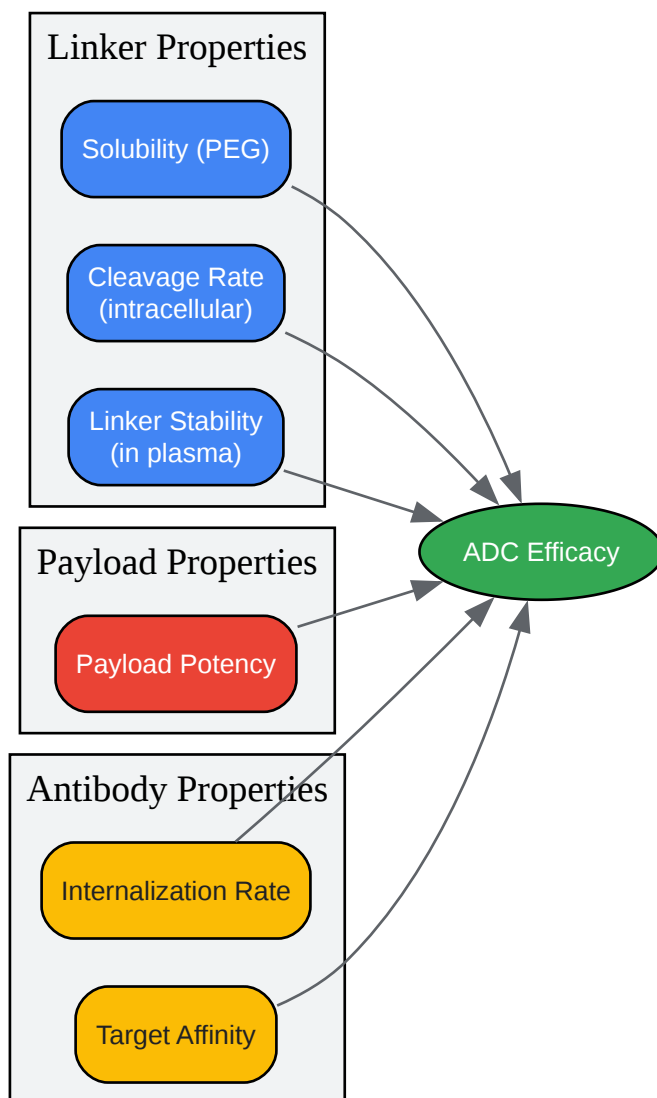 Linker Properties
Solubility (PEG)
Cleavage Rate
(intracellular)
Linker Stability
(in plasma)
ADC Efficacy
Payload Properties
Payload Potency
Antibody Properties
Internalization Rate
Target Affinity